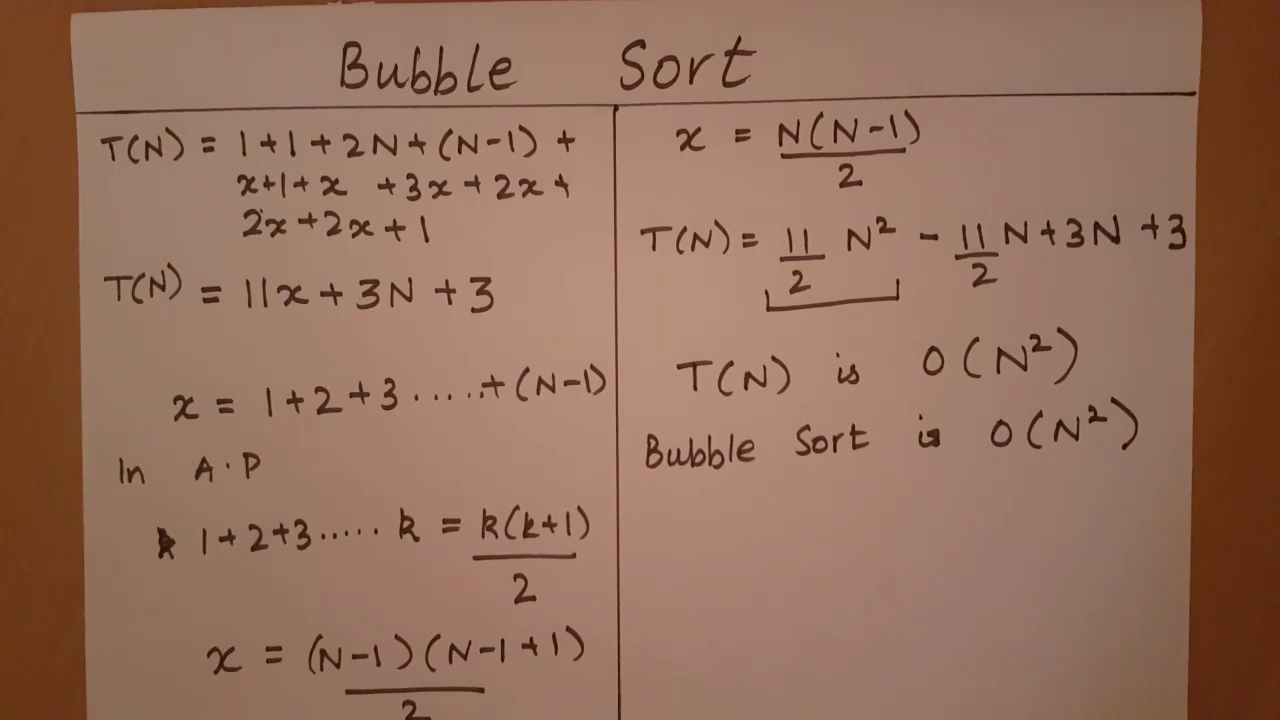 Bubble Sort
T(N) = 1+1+2N+(N-1)+
x+1+x +3x+2x+
2x+2x+1
T(N) = 11x+3N+3
x = 1+2+3.....+(N-1)
In A.P
1+2+3..... k = k(k+1)
2
x = (N-1)(N-1+1)
2
x = N(N-1)
2
T(N) = 11/2 N² - 11/2 N+3N+3
T(N) is O(N²)
Bubble Sort is O(N²)